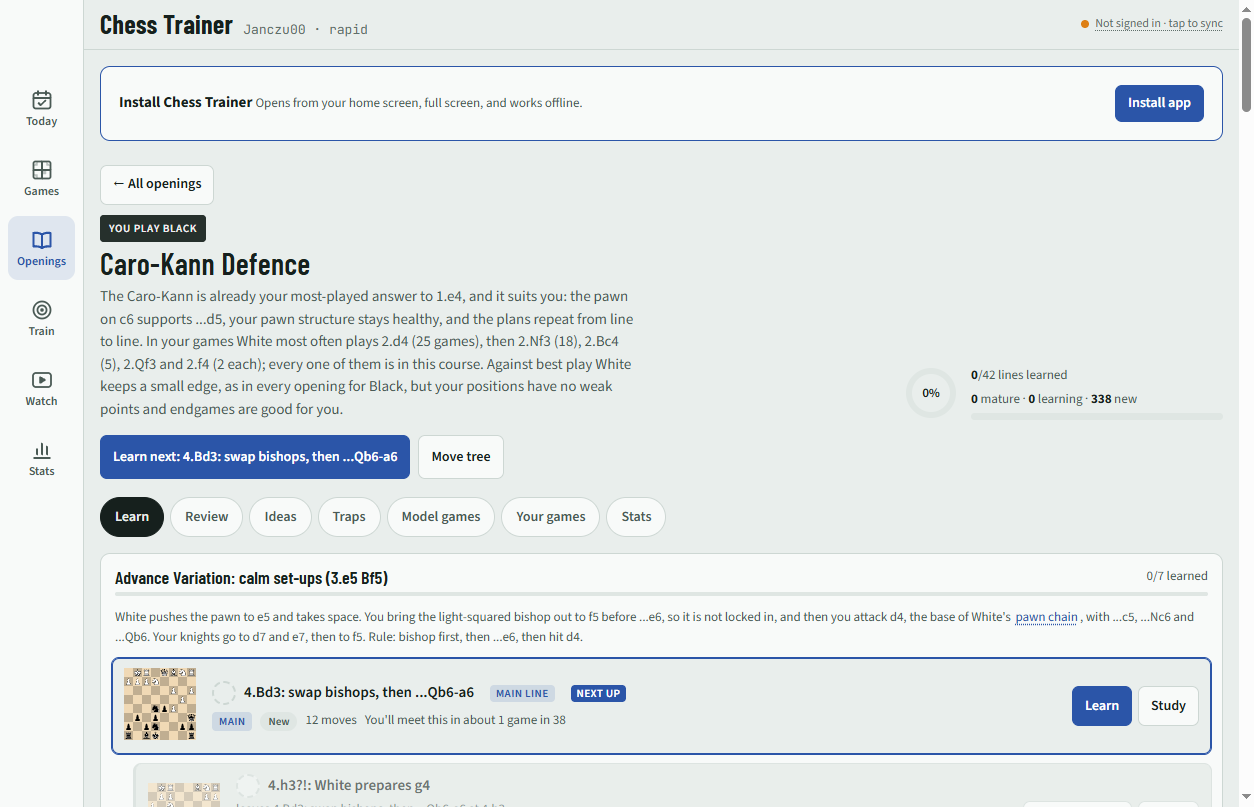 Chess Trainer Janczu00 · rapid
Not signed in · tap to sync
Install Chess Trainer Opens from your home screen, full screen, and works offline.
Install app
Today
Games
Openings
Train
Watch
Stats
← All openings
YOU PLAY BLACK
Caro-Kann Defence
The Caro-Kann is already your most-played answer to 1.e4, and it suits you: the pawn
on c6 supports ...d5, your pawn structure stays healthy, and the plans repeat from line
to line. In your games White most often plays 2.d4 (25 games), then 2.Nf3 (18), 2.Bc4
(5), 2.Qf3 and 2.f4 (2 each); every one of them is in this course. Against best play White
keeps a small edge, as in every opening for Black, but your positions have no weak
points and endgames are good for you.
0%
0/42 lines learned
0 mature · 0 learning · 338 new
Learn next: 4.Bd3: swap bishops, then ...Qb6-a6
Move tree
Learn
Review
Ideas
Traps
Model games
Your games
Stats
Advance Variation: calm set-ups (3.e5 Bf5)
0/7 learned
White pushes the pawn to e5 and takes space. You bring the light-squared bishop out to f5 before ...e6, so it is not locked in, and then you attack d4, the base of White's pawn chain , with ...c5, ...Nc6 and
...Qb6. Your knights go to d7 and e7, then to f5. Rule: bishop first, then ...e6, then hit d4.
4.Bd3: swap bishops, then ...Qb6-a6 MAIN LINE NEXT UP
MAIN New 12 moves You'll meet this in about 1 game in 38
Learn
Study
4.h3?!: White prepares g4